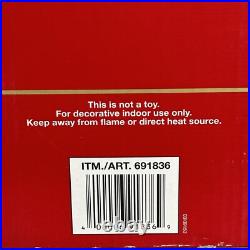 This is not a toy.
For decorative indoor use only.
Keep away from flame or direct heat source.
ITM./ART. 691836